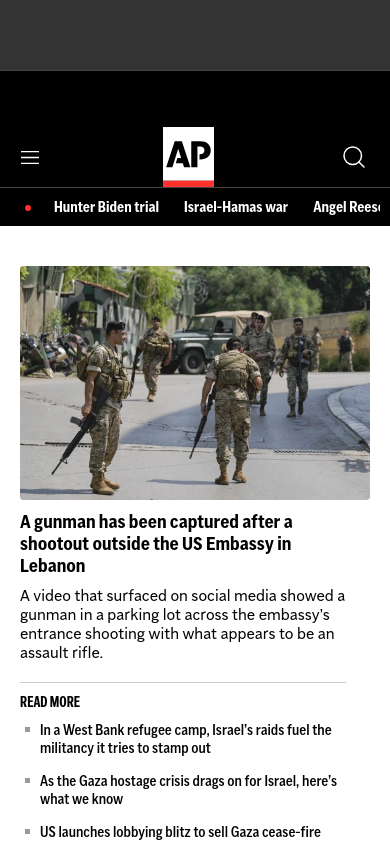 AP
Hunter Biden trial Israel-Hamas war Angel Reese
A gunman has been captured after a
shootout outside the US Embassy in
Lebanon
A video that surfaced on social media showed a
gunman in a parking lot across the embassy's
entrance shooting with what appears to be an
assault rifle.
READ MORE
In a West Bank refugee camp, Israel's raids fuel the
militancy it tries to stamp out
As the Gaza hostage crisis drags on for Israel, here's
what we know
US launches lobbying blitz to sell Gaza cease-fire